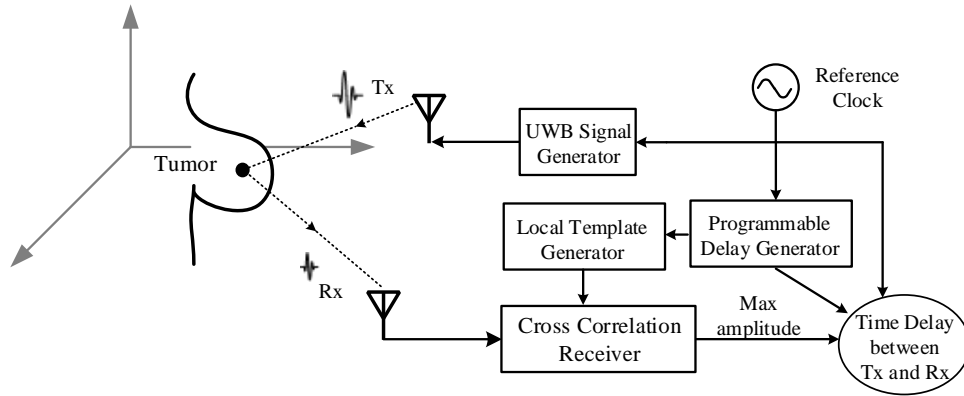 Tx
Reference
Clock
UWB Signal
Generator
Tumor
Local Template
Generator
Programmable
Delay Generator
Rx
Cross Correlation
Receiver
Max
amplitude
Time Delay
between
Tx and Rx